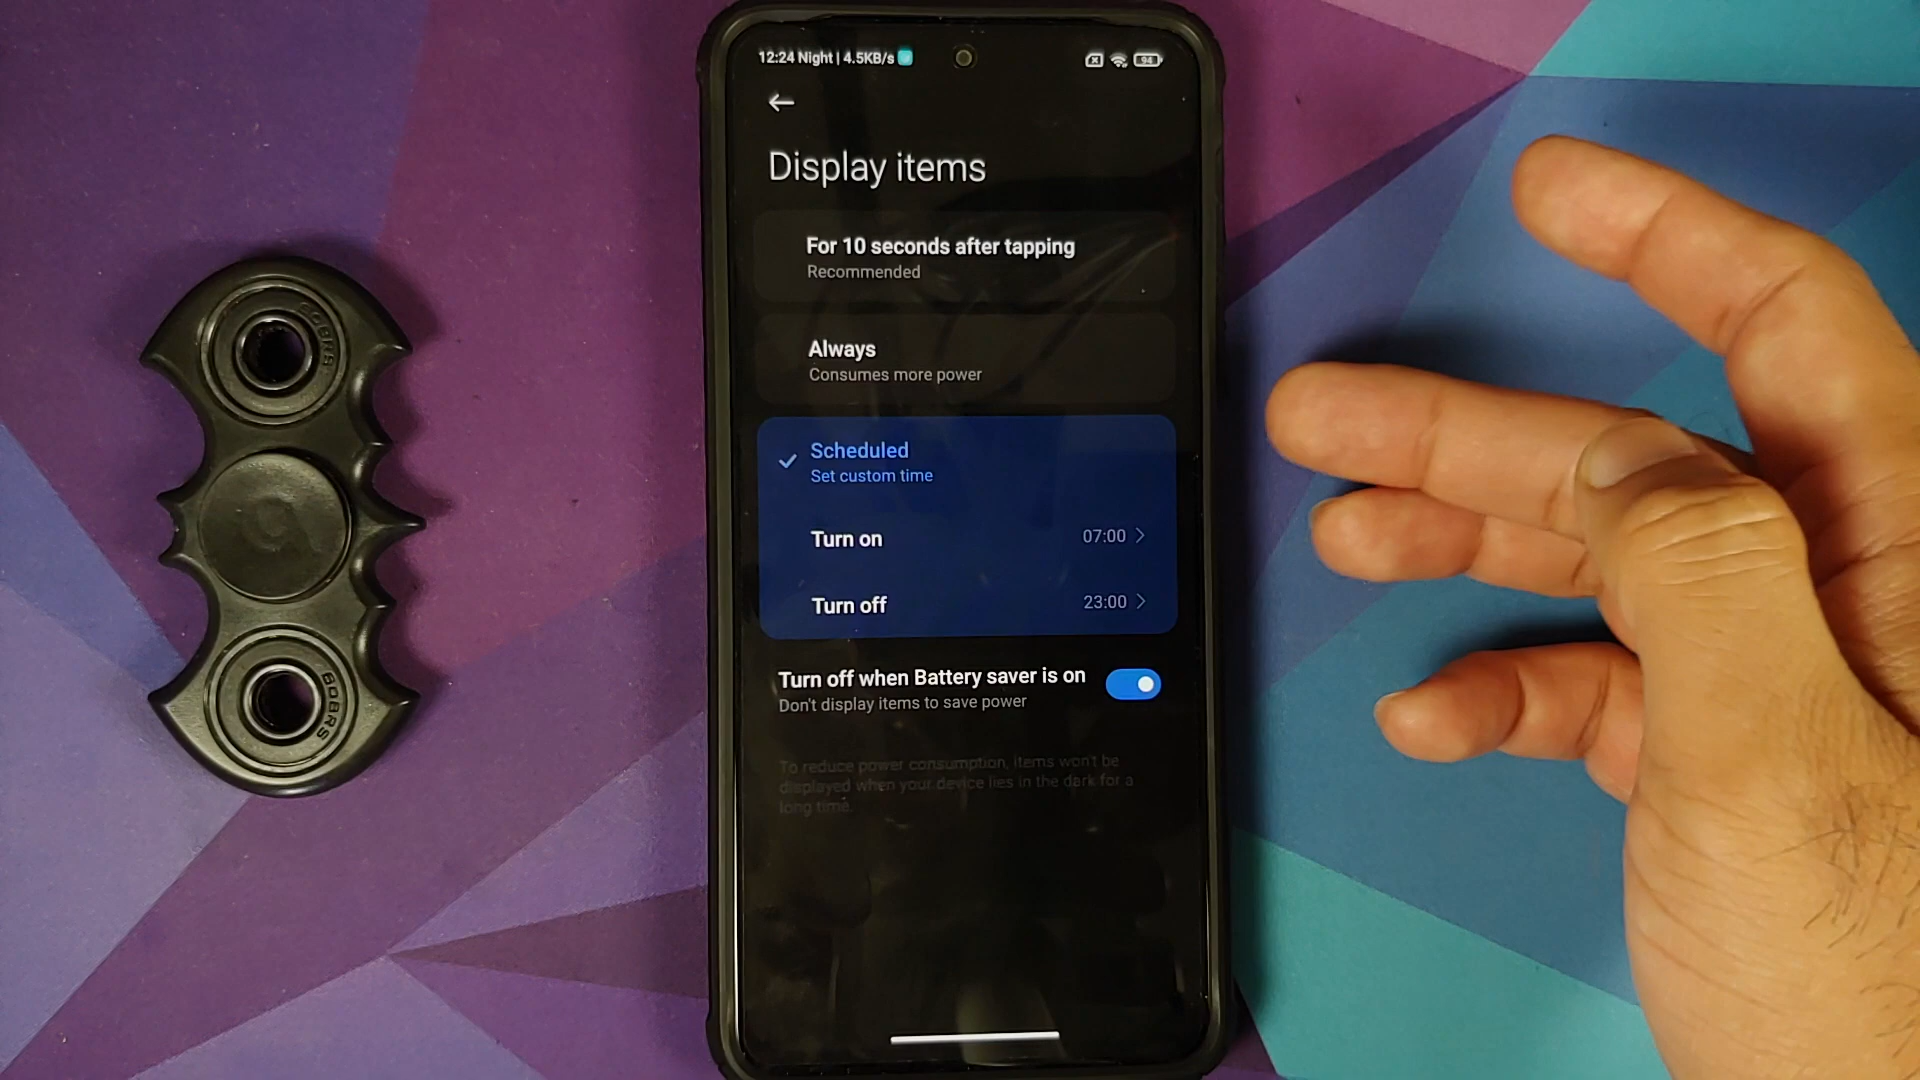 12:24 Night | 4.5KB/s
94
Display items
For 10 seconds after tapping
Recommended
Always
Consumes more power
Scheduled
Set custom time
Turn on 07:00
Turn off 23:00
Turn off when Battery saver is on
Don't display items to save power
To reduce power consumption, items won't be
displayed when your device lies in the dark for a
long time.
GOBRS
GOBRS